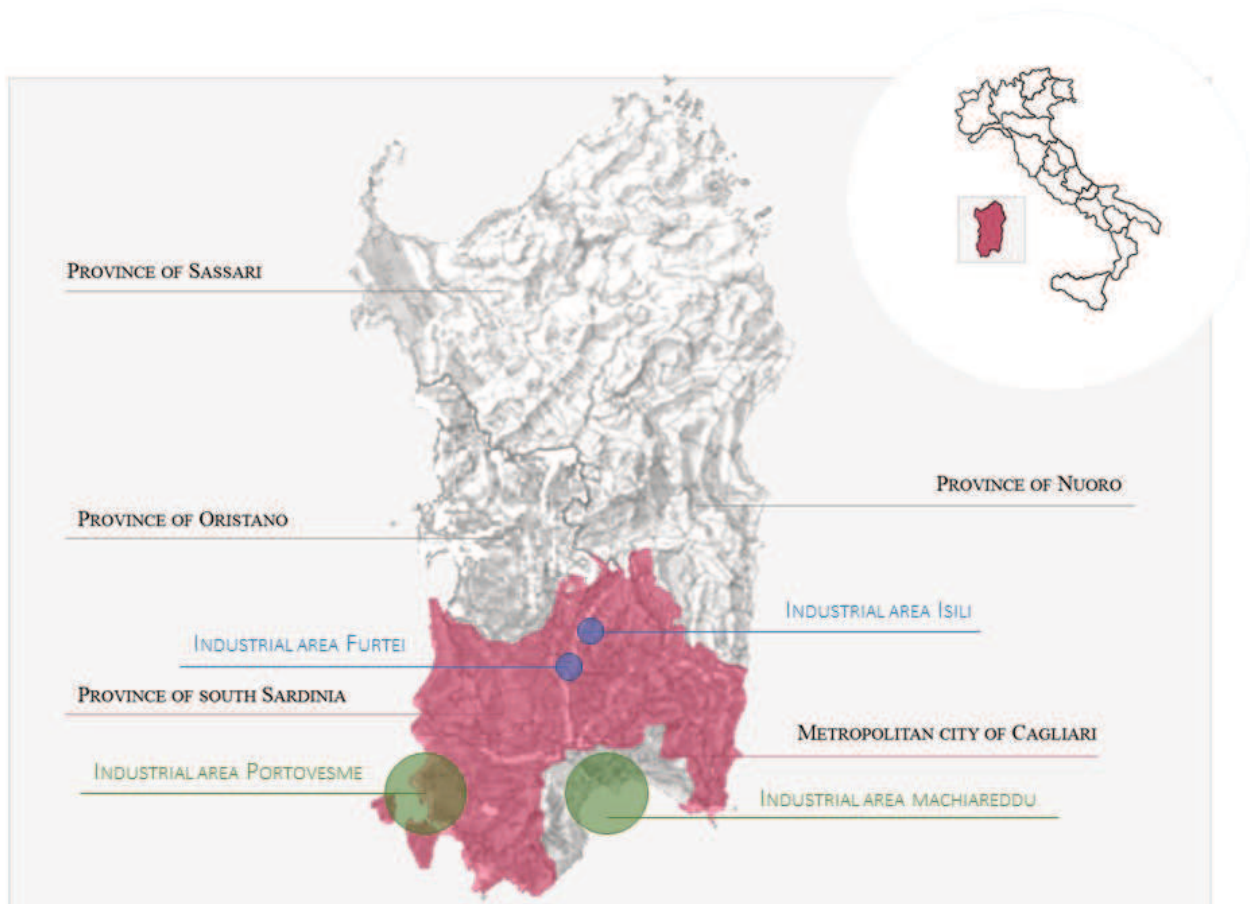 Province of Sassari
Province of Nuoro
Province of Oristano
Industrial area Isili
Industrial area Furtei
Province of south Sardinia
Metropolitan city of Cagliari
Industrial area Portovesme
Industrial area machiareddu